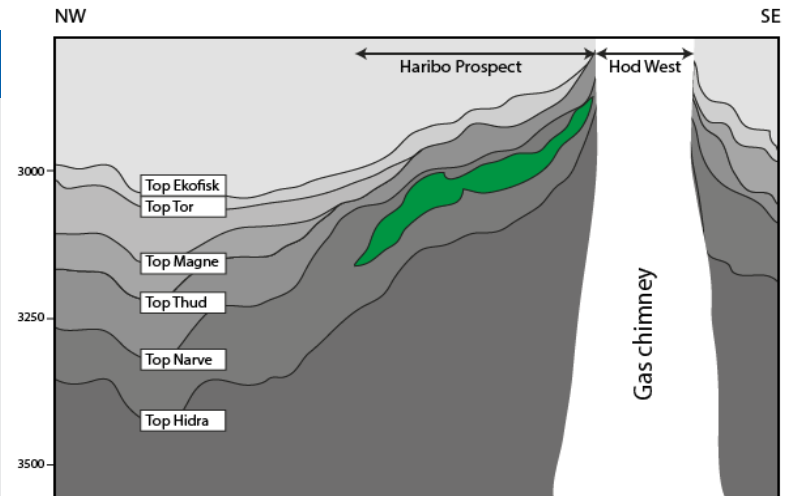 NW
SE
Haribo Prospect
Hod West
3000
Top Ekofisk
Top Tor
Top Magne
Top Thud
3250
Top Narve
Top Hidra
3500
Gas chimney